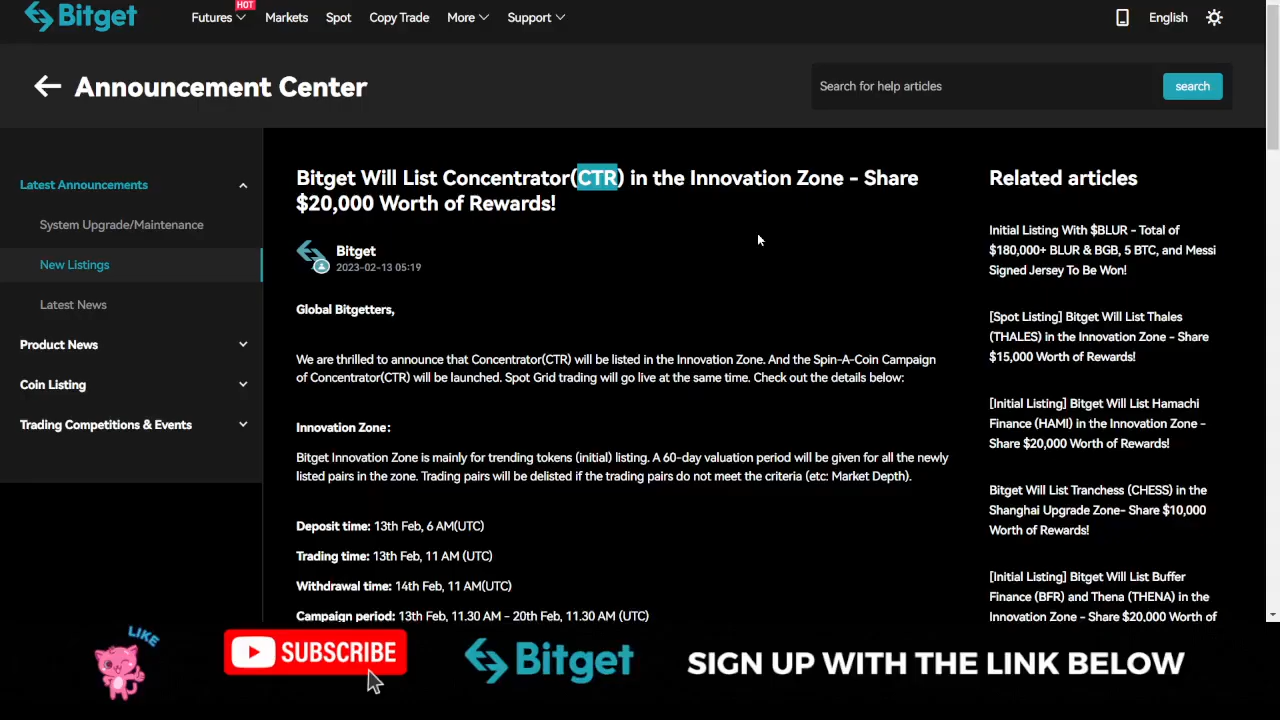 Bitget
Futures
HOT
Markets
Spot
Copy Trade
More
Support
English
Announcement Center
Search for help articles
search
Latest Announcements
System Upgrade/Maintenance
New Listings
Latest News
Product News
Coin Listing
Trading Competitions & Events
Bitget Will List Concentrator(CTR) in the Innovation Zone - Share
$20,000 Worth of Rewards!
Bitget
2023-02-13 05:19
Global Bitgetters,
We are thrilled to announce that Concentrator(CTR) will be listed in the Innovation Zone. And the Spin-A-Coin Campaign
of Concentrator(CTR) will be launched. Spot Grid trading will go live at the same time. Check out the details below:
Innovation Zone:
Bitget Innovation Zone is mainly for trending tokens (initial) listing. A 60-day valuation period will be given for all the newly
listed pairs in the zone. Trading pairs will be delisted if the trading pairs do not meet the criteria (etc: Market Depth).
Deposit time: 13th Feb, 6 AM(UTC)
Trading time: 13th Feb, 11 AM (UTC)
Withdrawal time: 14th Feb, 11 AM(UTC)
Campaign period: 13th Feb, 11.30 AM - 20th Feb, 11.30 AM (UTC)
Related articles
Initial Listing With $BLUR - Total of
$180,000+ BLUR & BGB, 5 BTC, and Messi
Signed Jersey To Be Won!
[Spot Listing] Bitget Will List Thales
(THALES) in the Innovation Zone - Share
$15,000 Worth of Rewards!
[Initial Listing] Bitget Will List Hamachi
Finance (HAMI) in the Innovation Zone -
Share $20,000 Worth of Rewards!
Bitget Will List Tranchess (CHESS) in the
Shanghai Upgrade Zone- Share $10,000
Worth of Rewards!
[Initial Listing] Bitget Will List Buffer
Finance (BFR) and Thena (THENA) in the
Innovation Zone - Share $20,000 Worth of
LIKE
SUBSCRIBE
Bitget
SIGN UP WITH THE LINK BELOW